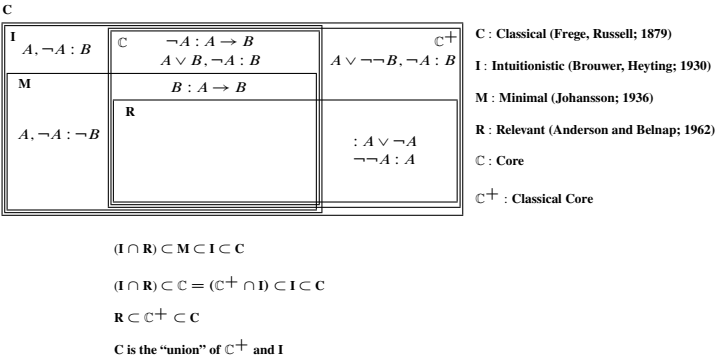 C
I
A, ¬A : B
ℂ
¬A : A → B
A ∨ B, ¬A : B
ℂ+
A ∨ ¬¬B, ¬A : B
M
B : A → B
R
A, ¬A : ¬B
: A ∨ ¬A
¬¬A : A
C : Classical (Frege, Russell; 1879)
I : Intuitionistic (Brouwer, Heyting; 1930)
M : Minimal (Johansson; 1936)
R : Relevant (Anderson and Belnap; 1962)
ℂ : Core
ℂ+ : Classical Core
(I ∩ R) ⊂ M ⊂ I ⊂ C
(I ∩ R) ⊂ ℂ = (ℂ+ ∩ I) ⊂ I ⊂ C
R ⊂ ℂ+ ⊂ C
C is the “union” of ℂ+ and I